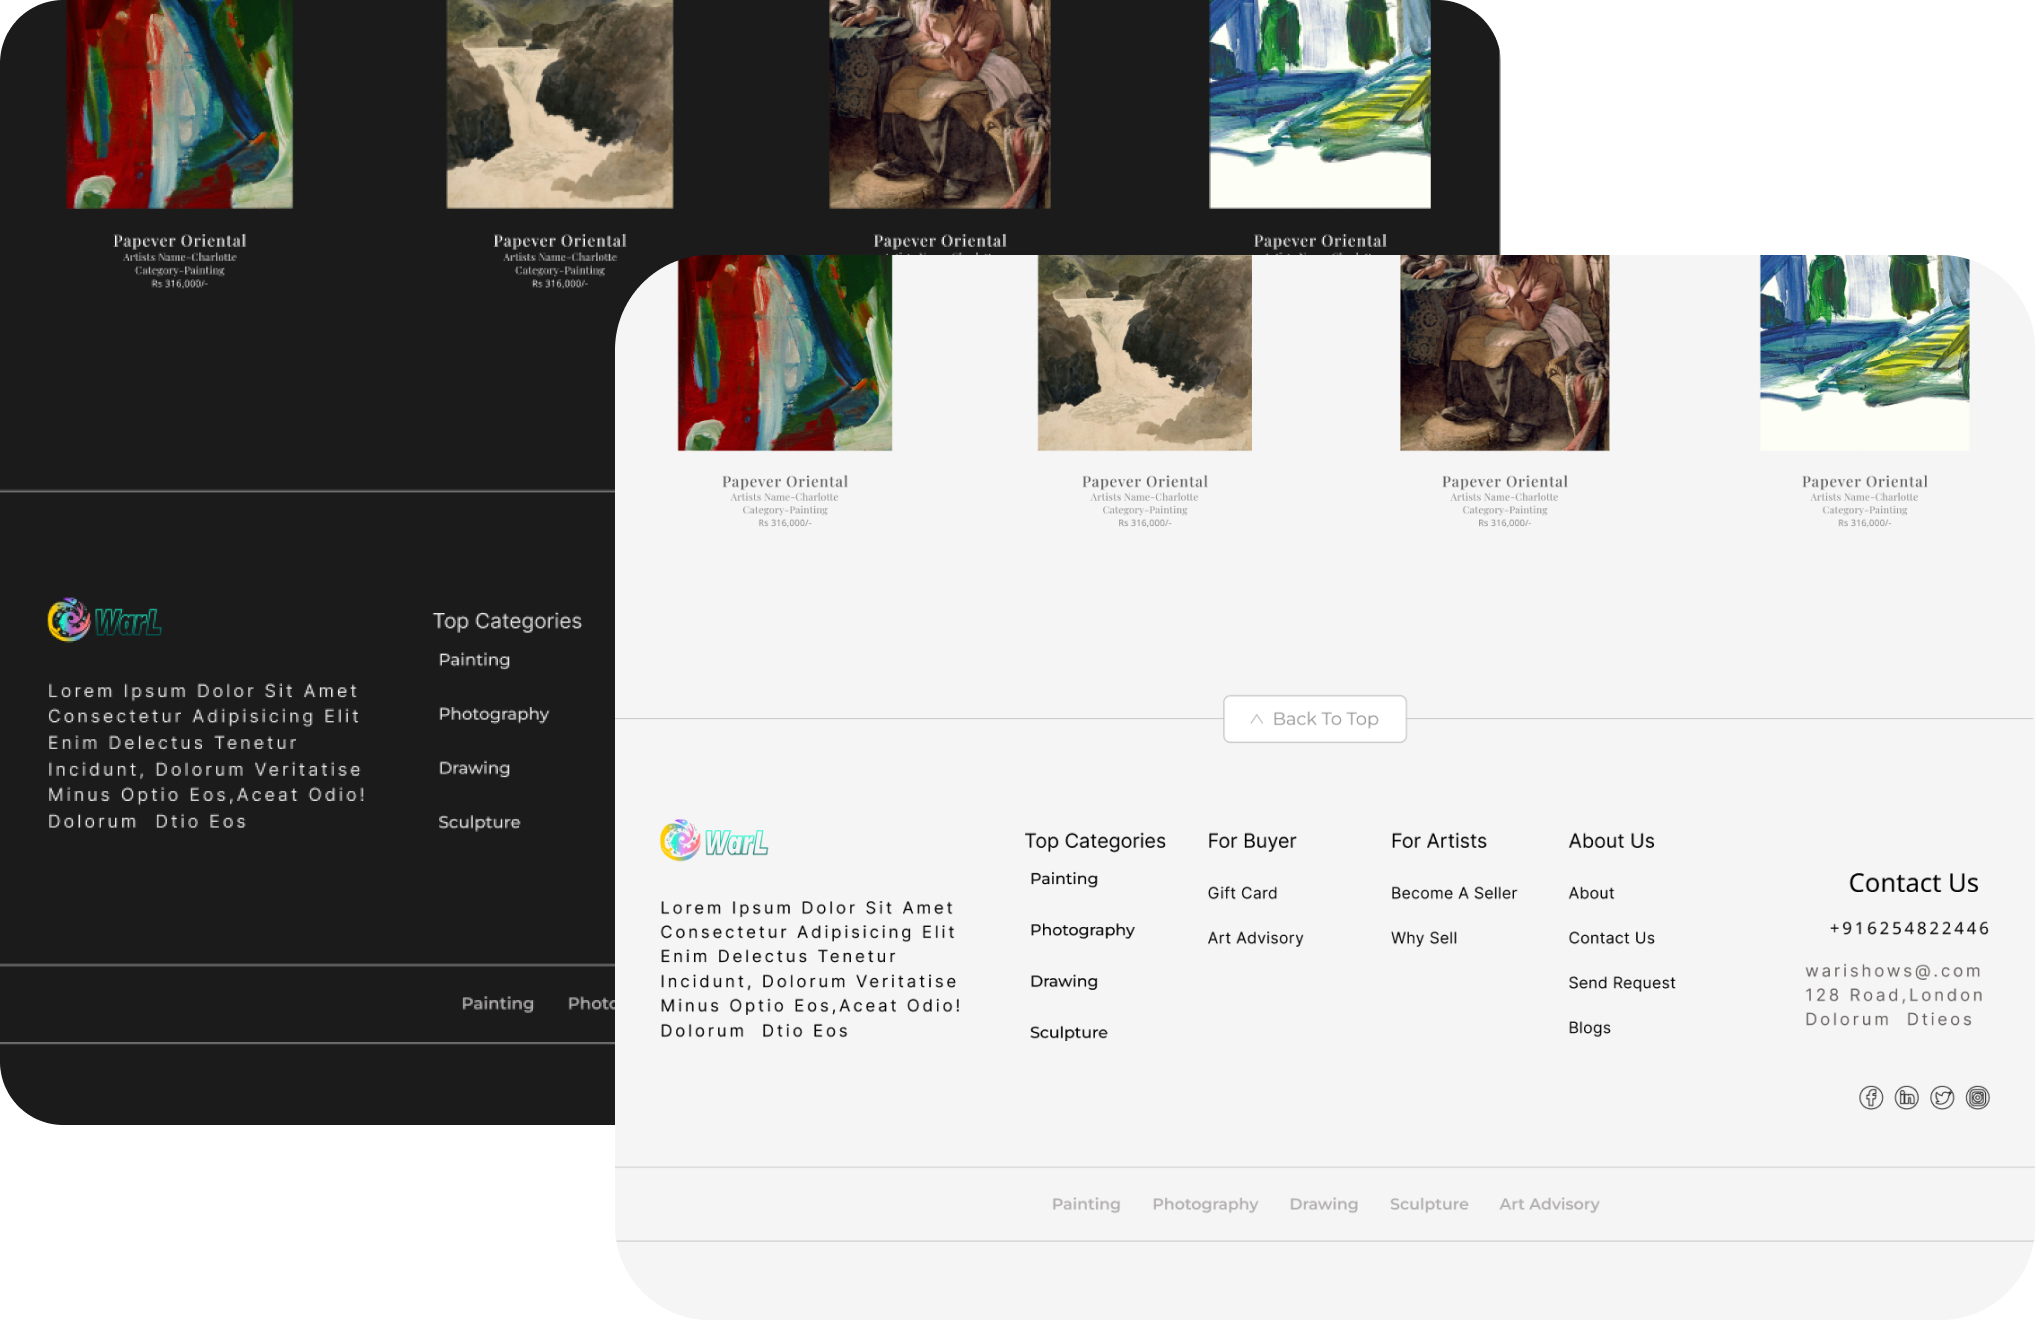 Papever Oriental
Artists Name-Charlotte
Category-Painting
Rs 316,000/-
Papever Oriental
Artists Name-Charlotte
Category-Painting
Rs 316,000/-
Papever Oriental
Papever Oriental
WarL
Lorem Ipsum Dolor Sit Amet
Consectetur Adipisicing Elit
Enim Delectus Tenetur
Incidunt, Dolorum Veritatise
Minus Optio Eos,Aceat Odio!
Dolorum Dtio Eos
Top Categories
Painting
Photography
Drawing
Sculpture
Painting Photo
Papever Oriental
Artists Name-Charlotte
Category-Painting
Rs 316,000/-
Papever Oriental
Artists Name-Charlotte
Category-Painting
Rs 316,000/-
Papever Oriental
Artists Name-Charlotte
Category-Painting
Rs 316,000/-
Papever Oriental
Artists Name-Charlotte
Category-Painting
Rs 316,000/-
Back To Top
WarL
Lorem Ipsum Dolor Sit Amet
Consectetur Adipisicing Elit
Enim Delectus Tenetur
Incidunt, Dolorum Veritatise
Minus Optio Eos,Aceat Odio!
Dolorum Dtio Eos
Top Categories
Painting
Photography
Drawing
Sculpture
For Buyer
Gift Card
Art Advisory
For Artists
Become A Seller
Why Sell
About Us
About
Contact Us
Send Request
Blogs
Contact Us
+916254822446
warishows@.com
128 Road,London
Dolorum Dtieos
Painting Photography Drawing Sculpture Art Advisory